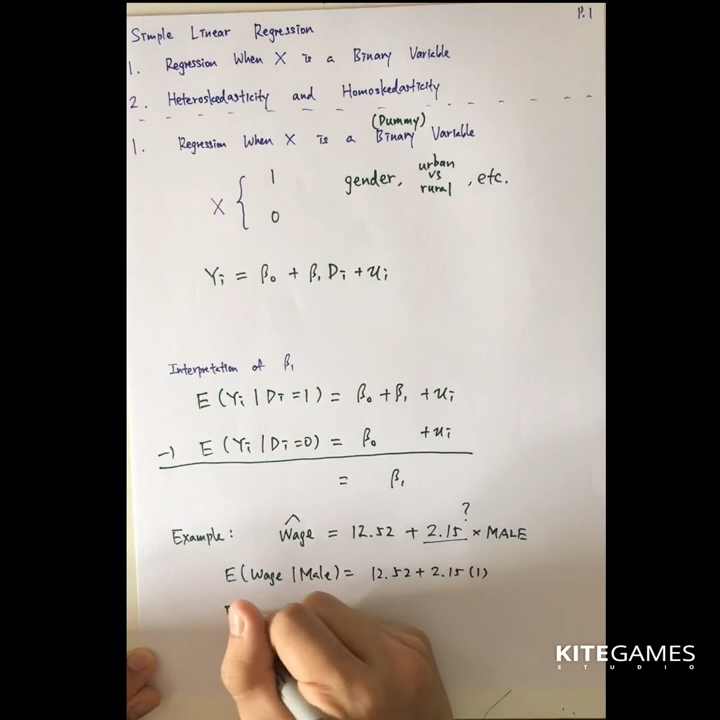 P.1
Simple Linear Regression
1. Regression When X is a Binary Variable
2. Heteroskedasticity and Homoskedasticity
(Dummy)
1. Regression When X is a Binary Variable
X { 1
0
gender, urban vs rural, etc.
Yi = β0 + β1 Di + ui
Interpretation of β1
E(Yi | Di = 1) = β0 + β1 + ui
-) E(Yi | Di = 0) = β0 + ui
= β1
?
Example: Ŵage = 12.52 + 2.15 × MALE
E(Wage | Male) = 12.52 + 2.15 (1)
KITEGAMES
STUDIO